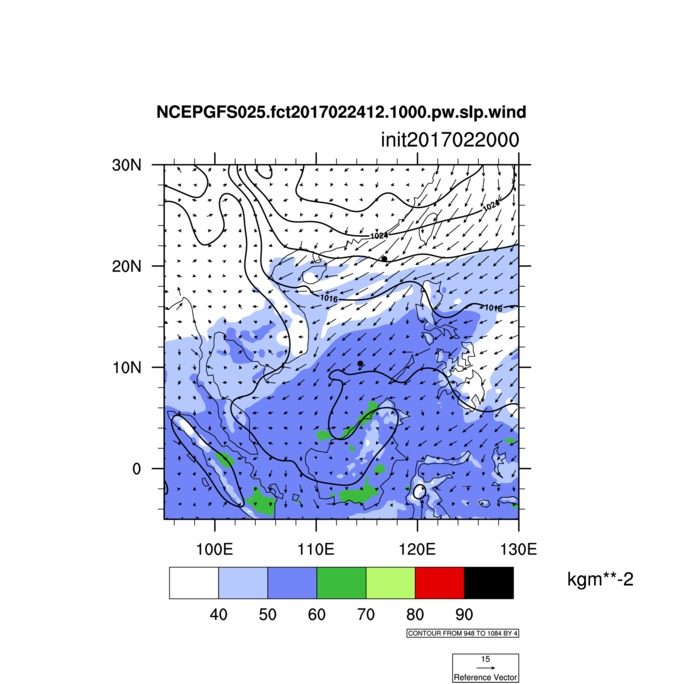 NCEPGFS025.fct2017022412.1000.pw.slp.wind
init2017022000
30N
1024
1024
20N
1016
1016
10N
0
100E 110E 120E 130E
kgm**-2
40 50 60 70 80 90
CONTOUR FROM 948 TO 1084 BY 4
15
Reference Vector